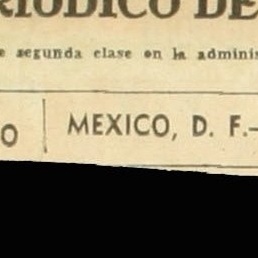 RIODICO DE
e segunda clase en la adminis
O MEXICO, D. F.-